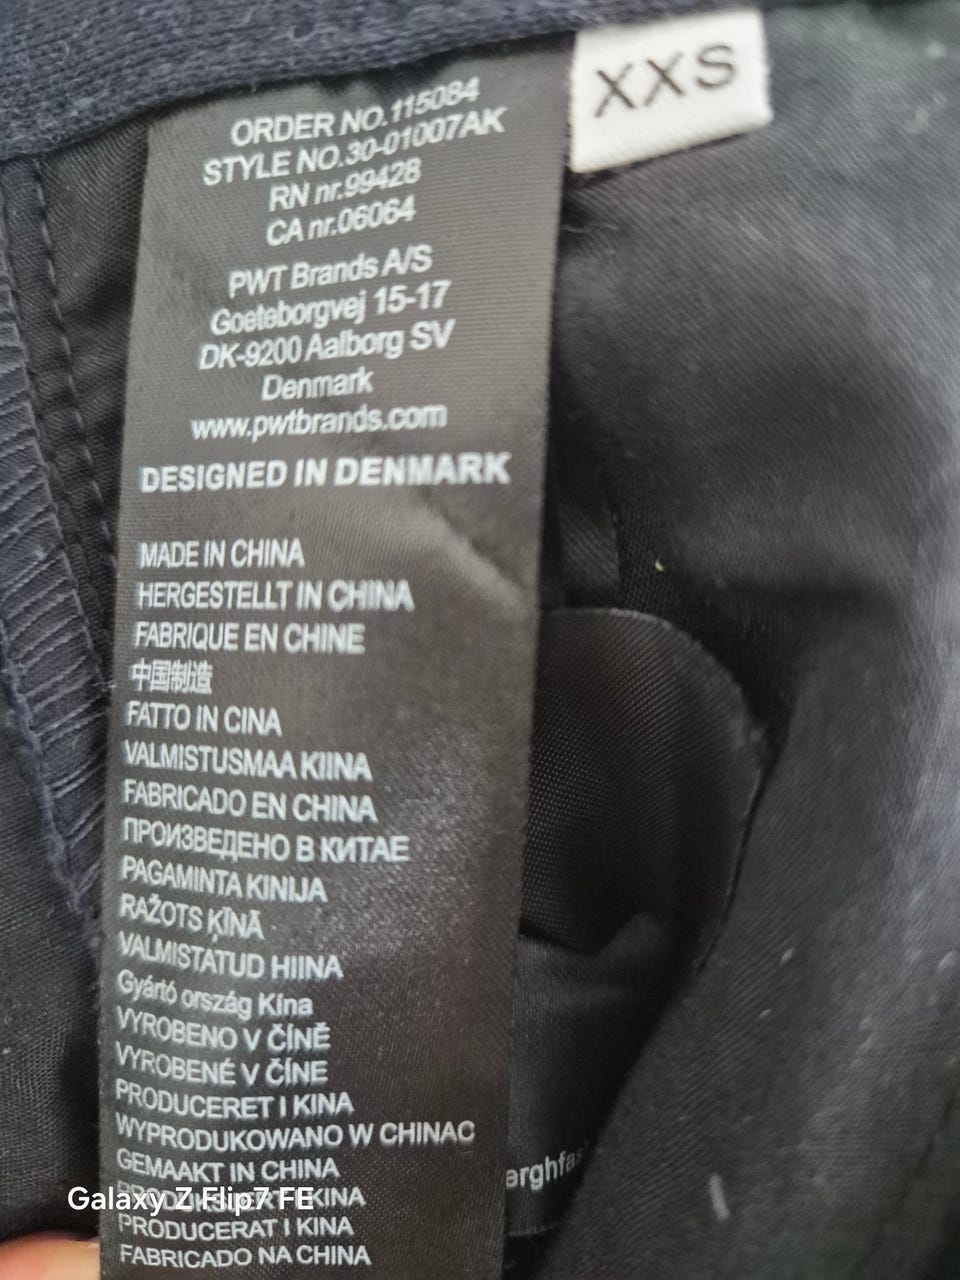 XXS
ORDER NO.115084
STYLE NO.30-01007AK
RN nr.99428
CA nr.06064
PWT Brands A/S
Goeteborgvej 15-17
DK-9200 Aalborg SV
Denmark
www.pwtbrands.com
DESIGNED IN DENMARK
MADE IN CHINA
HERGESTELLT IN CHINA
FABRIQUE EN CHINE
中国制造
FATTO IN CINA
VALMISTUSMAA KIINA
FABRICADO EN CHINA
ПРОИЗВЕДЕНО В КИТАЕ
PAGAMINTA KINIJA
RAŽOTS ĶĪNĀ
VALMISTATUD HIINA
Gyártó ország Kína
VYROBENO V ČÍNĚ
VYROBENÉ V ČÍNE
PRODUCERET I KINA
WYPRODUKOWANO W CHINAC
GEMAAKT IN CHINA
KINA
PRODUCERAT I KINA
FABRICADO NA CHINA
Galaxy Z Flip7 FE